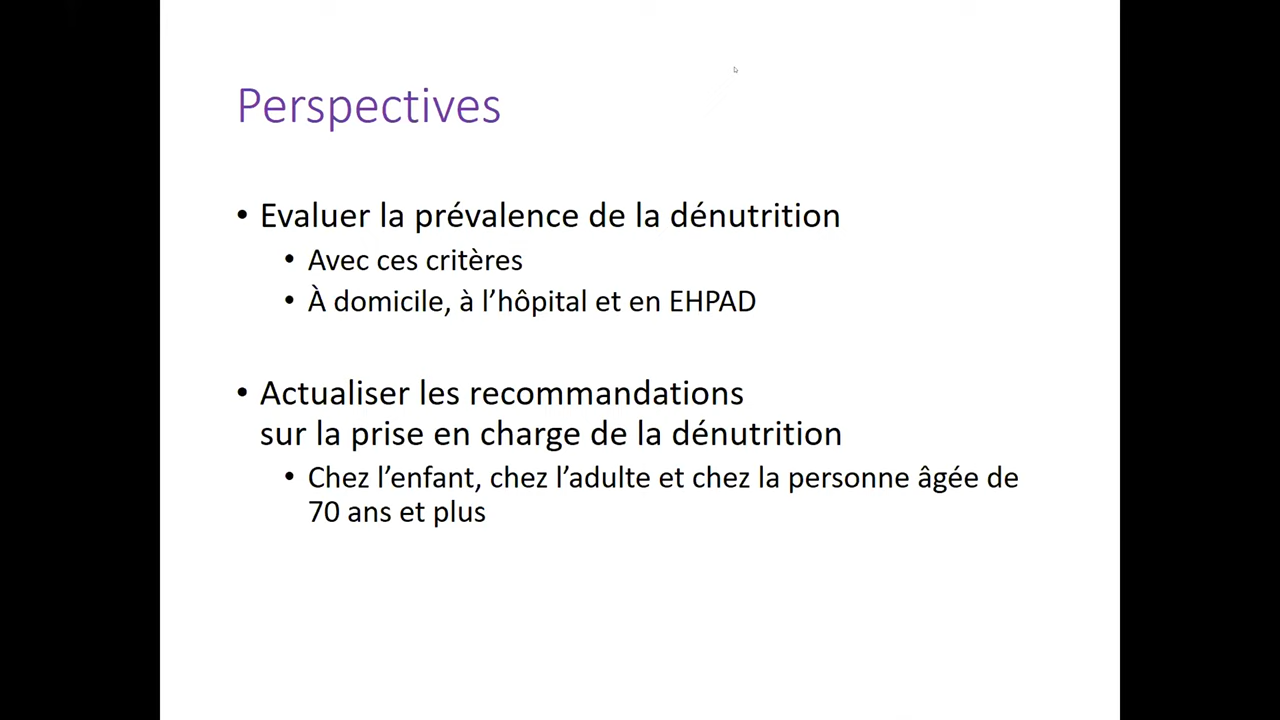 Perspectives
• Evaluer la prévalence de la dénutrition
• Avec ces critères
• À domicile, à l’hôpital et en EHPAD
• Actualiser les recommandations
sur la prise en charge de la dénutrition
• Chez l’enfant, chez l’adulte et chez la personne âgée de
70 ans et plus